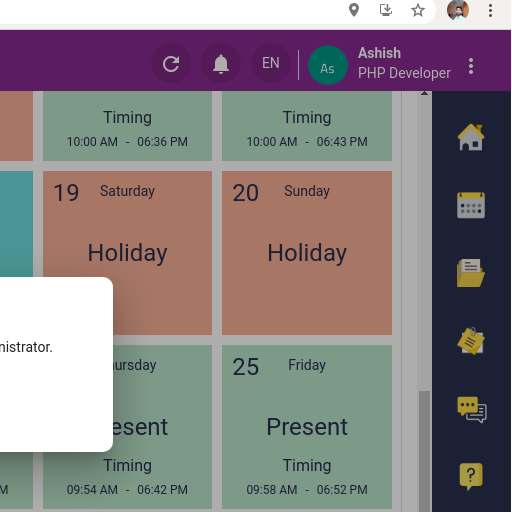 EN
As
Ashish
PHP Developer
Timing
10:00 AM - 06:36 PM
Timing
10:00 AM - 06:43 PM
19 Saturday
Holiday
20 Sunday
Holiday
nistrator.
ursday
esent
Timing
09:54 AM - 06:42 PM
25 Friday
Present
Timing
09:58 AM - 06:52 PM
M